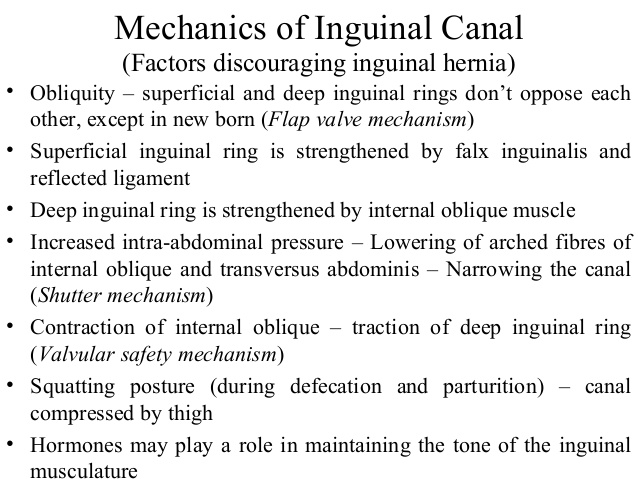 Mechanics of Inguinal Canal
(Factors discouraging inguinal hernia)
• Obliquity – superficial and deep inguinal rings don’t oppose each
other, except in new born (Flap valve mechanism)
• Superficial inguinal ring is strengthened by falx inguinalis and
reflected ligament
• Deep inguinal ring is strengthened by internal oblique muscle
• Increased intra-abdominal pressure – Lowering of arched fibres of
internal oblique and transversus abdominis – Narrowing the canal
(Shutter mechanism)
• Contraction of internal oblique – traction of deep inguinal ring
(Valvular safety mechanism)
• Squatting posture (during defecation and parturition) – canal
compressed by thigh
• Hormones may play a role in maintaining the tone of the inguinal
musculature